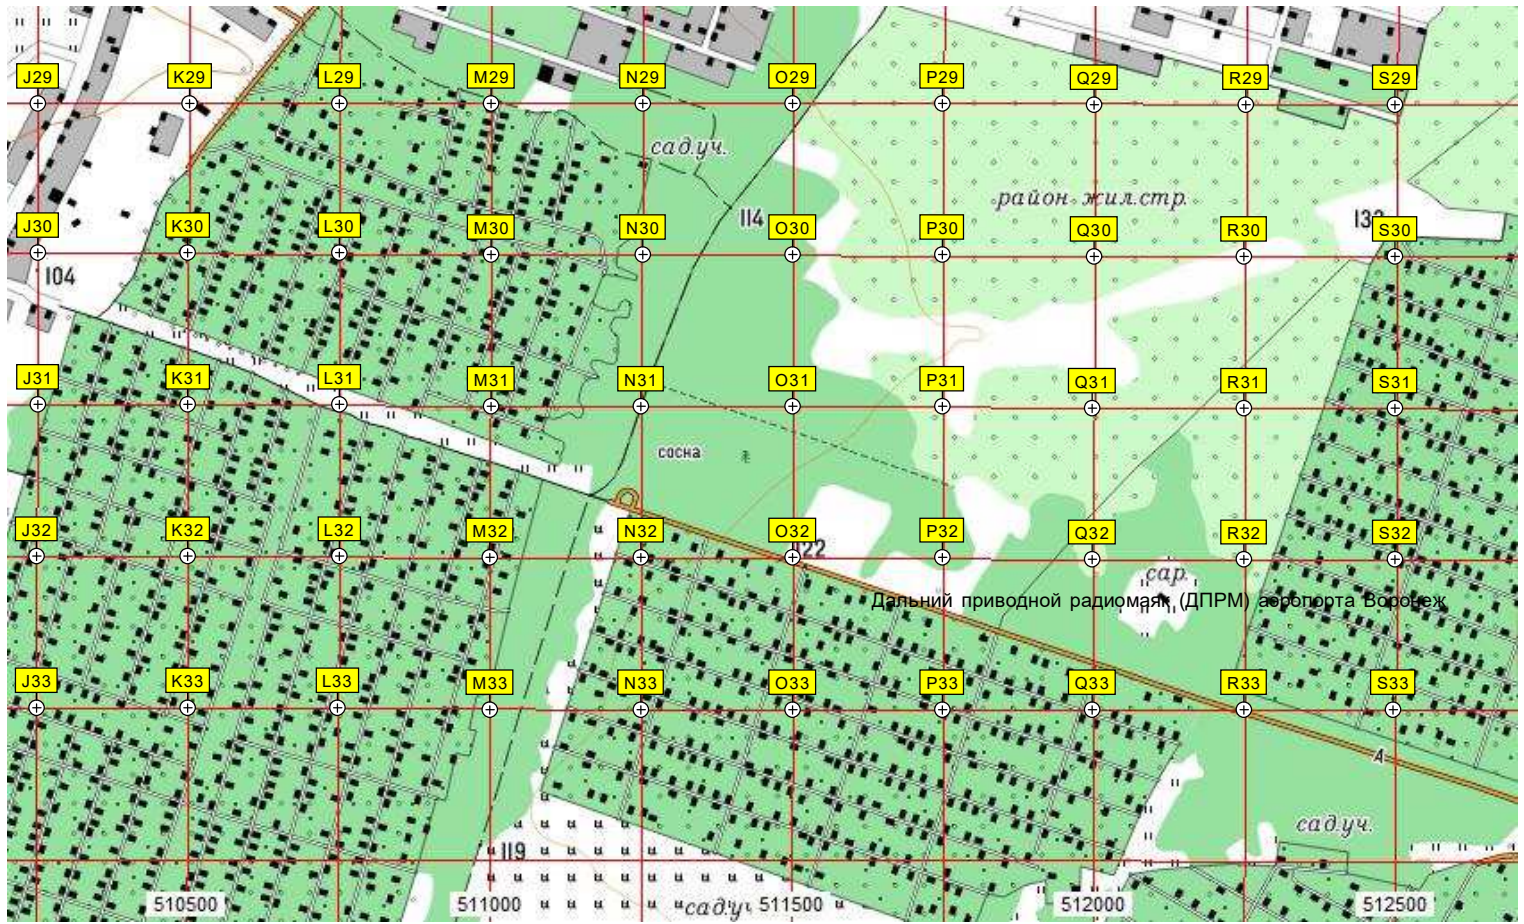 J29 K29 L29 M29 N29 O29 P29 Q29 R29 S29
сад.уч.
район жил.стр.
114
J30 K30 L30 M30 N30 O30 P30 Q30 R30 S30
104
J31 K31 L31 M31 N31 O31 P31 Q31 R31 S31
сосна
J32 K32 L32 M32 N32 O32 P32 Q32 R32 S32
сар.
Дальний приводной радиомаяк (ДПРМ) аэропорта Воронеж
J33 K33 L33 M33 N33 O33 P33 Q33 R33 S33
А
сад.уч.
119
510500 511000 511500 512000 512500